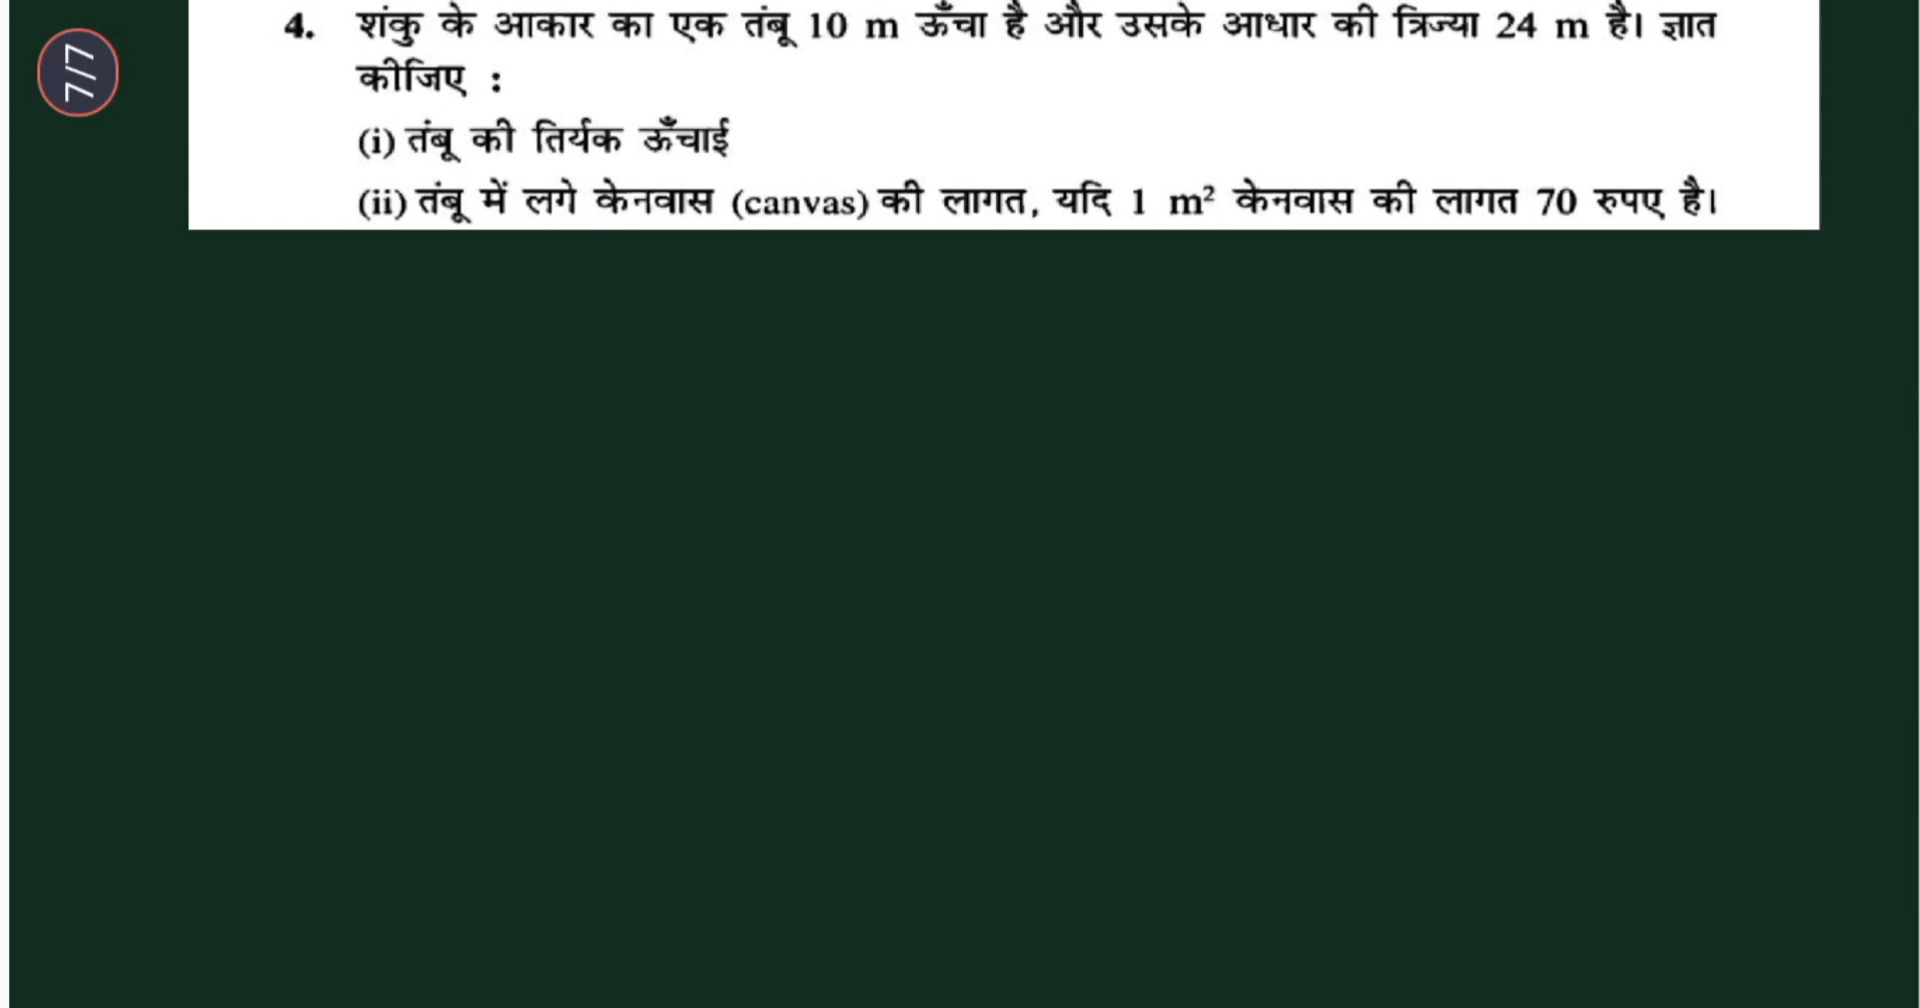 7/7
4. शंकु के आकार का एक तंबू 10 m ऊँचा है और उसके आधार की त्रिज्या 24 m है। ज्ञात
कीजिए :
(i) तंबू की तिर्यक ऊँचाई
(ii) तंबू में लगे केनवास (canvas) की लागत, यदि 1 m² केनवास की लागत 70 रुपए है।